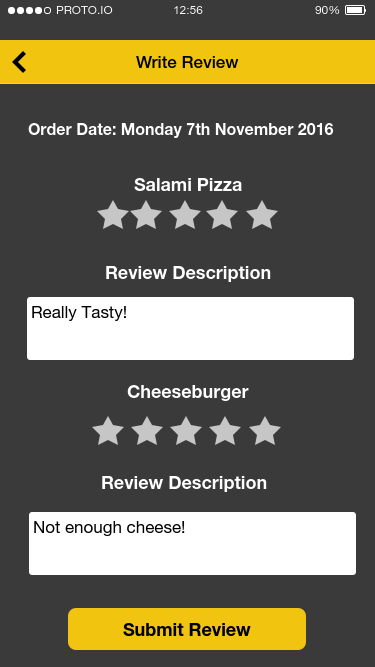 PROTO.IO 12:56 90%
Write Review
Order Date: Monday 7th November 2016
Salami Pizza
Review Description
Really Tasty!
Cheeseburger
Review Description
Not enough cheese!
Submit Review